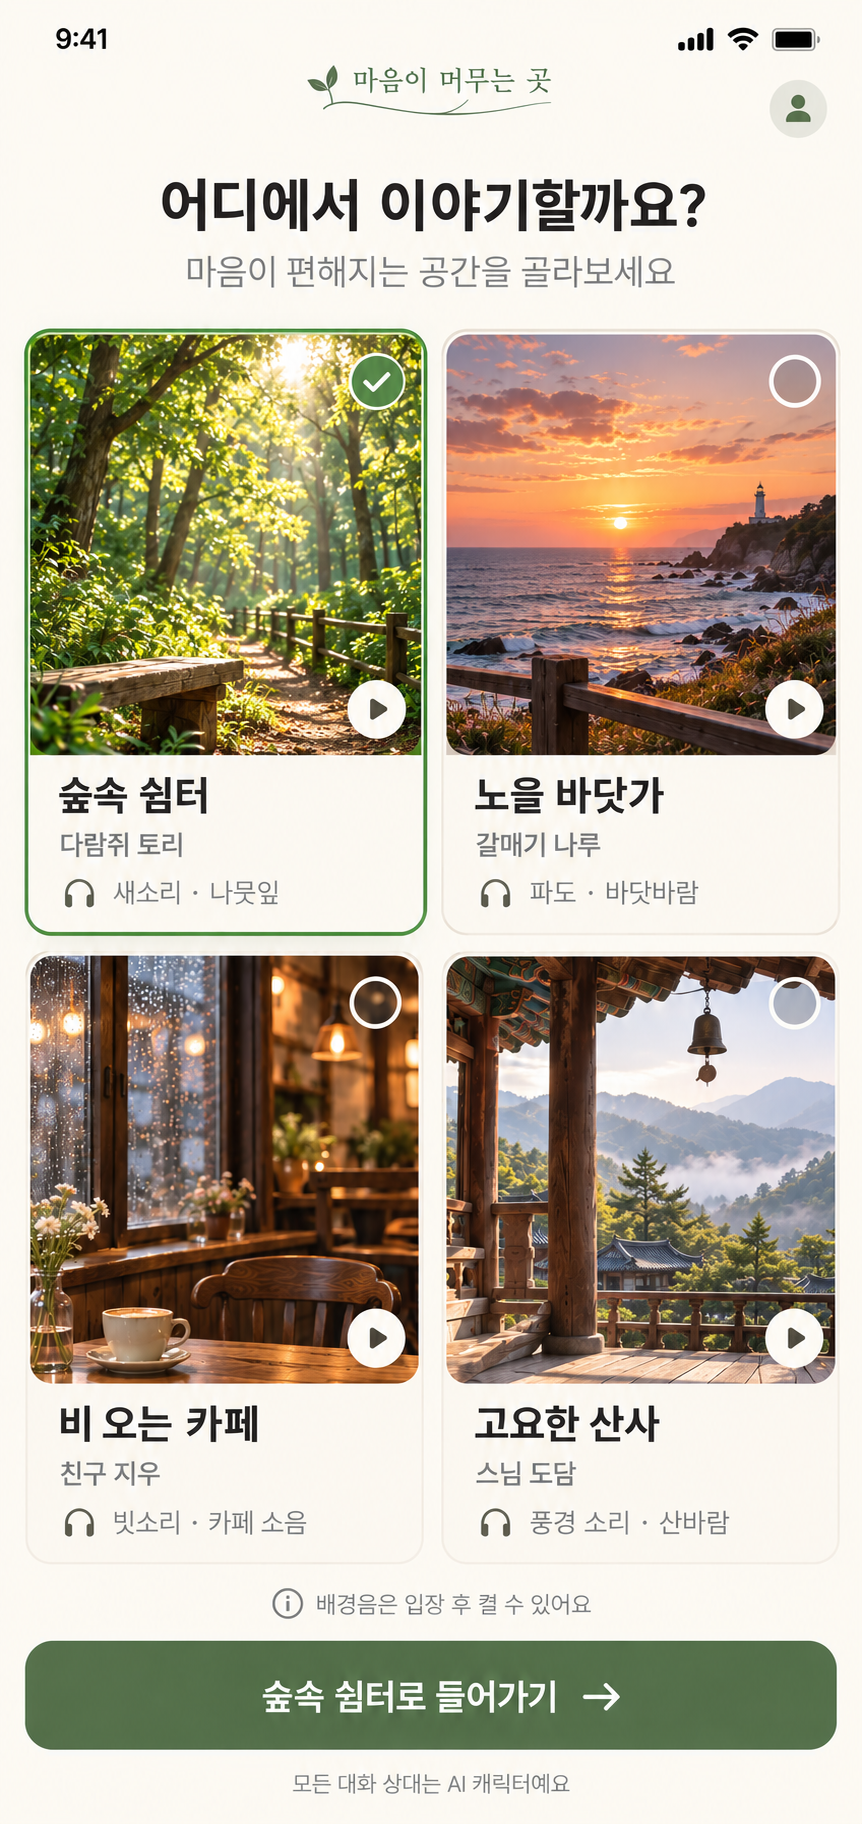 9:41
마음이 머무는 곳
어디에서 이야기할까요?
마음이 편해지는 공간을 골라보세요
숲속 쉼터
다람쥐 토리
새소리 · 나뭇잎
노을 바닷가
갈매기 나루
파도 · 바닷바람
비 오는 카페
친구 지우
빗소리 · 카페 소음
고요한 산사
스님 도담
풍경 소리 · 산바람
배경음은 입장 후 켤 수 있어요
숲속 쉼터로 들어가기 →
모든 대화 상대는 AI 캐릭터예요